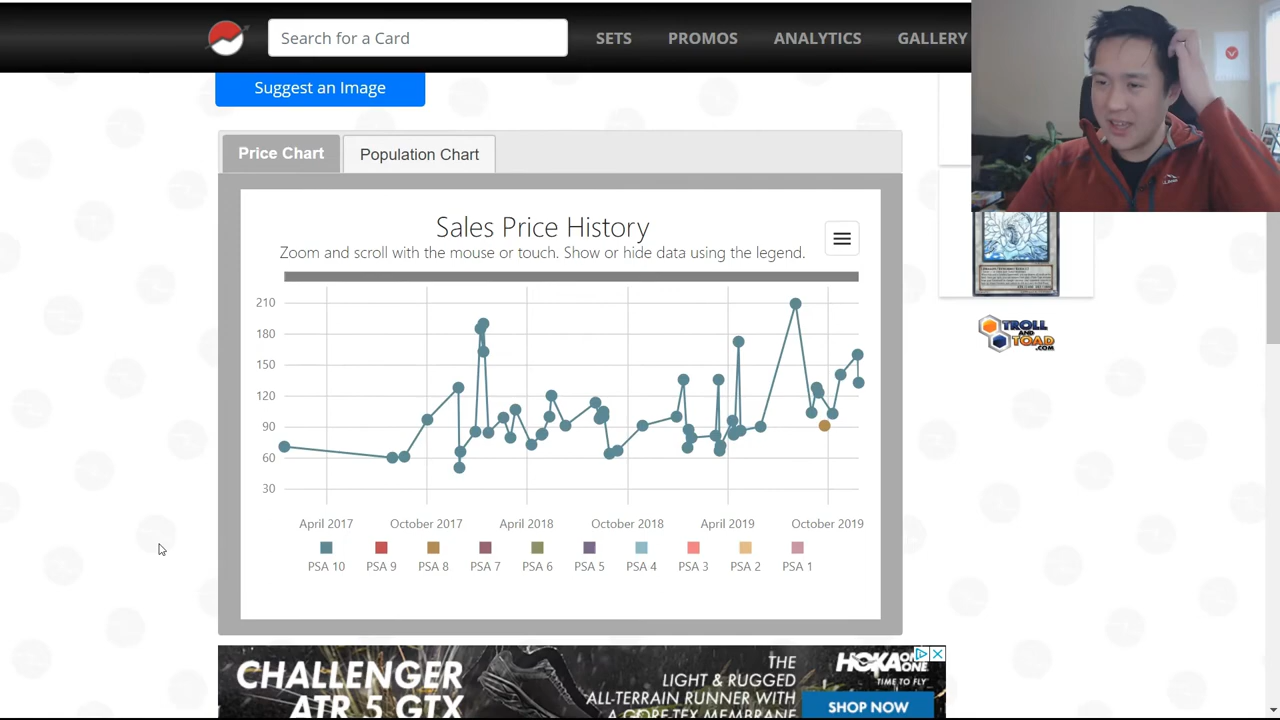 Search for a Card
SETS
PROMOS
ANALYTICS
GALLERY
Suggest an Image
Price Chart
Population Chart
Sales Price History
Zoom and scroll with the mouse or touch. Show or hide data using the legend.
210
180
150
120
90
60
30
April 2017
October 2017
April 2018
October 2018
April 2019
October 2019
PSA 10
PSA 9
PSA 8
PSA 7
PSA 6
PSA 5
PSA 4
PSA 3
PSA 2
PSA 1
TROLL
AND
TOAD
.COM
CHALLENGER
ATR 5 GTX
THE
LIGHT & RUGGED
ALL-TERRAIN RUNNER WITH
A GORE-TEX MEMBRANE
HOKA ONE ONE
TIME TO FLY
SHOP NOW